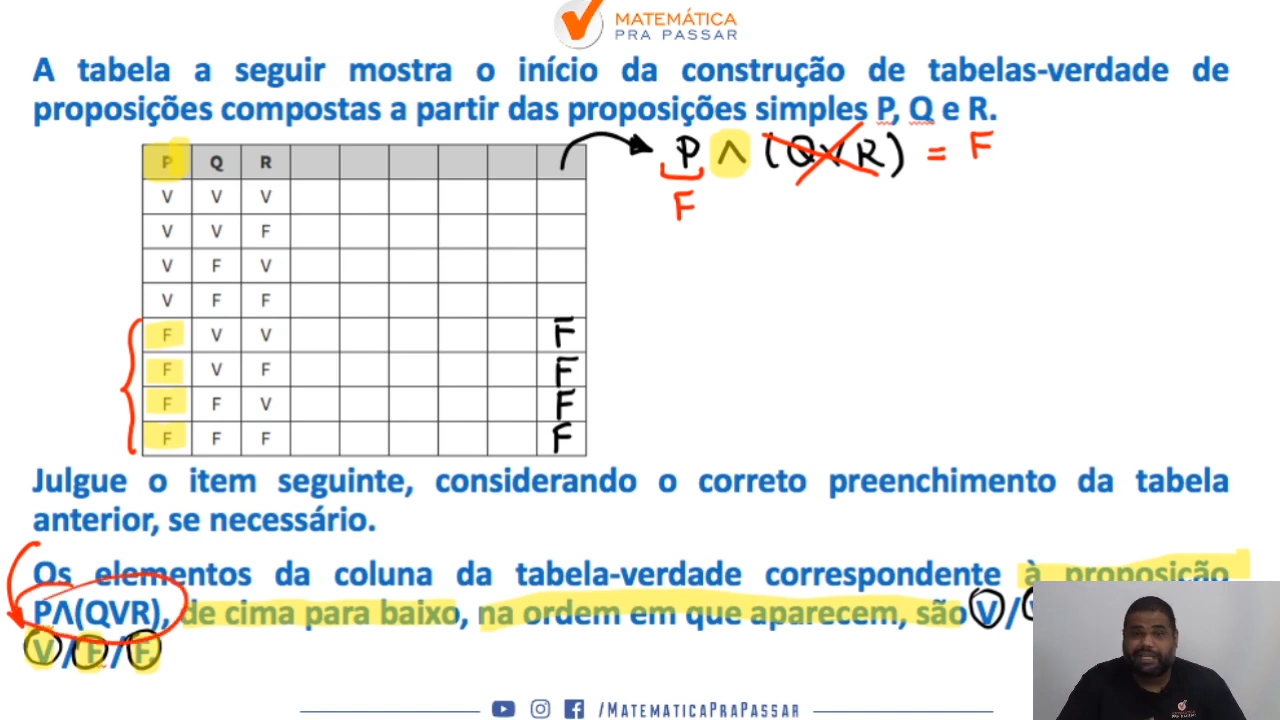 MATEMÁTICA
PRA PASSAR
A tabela a seguir mostra o início da construção de tabelas-verdade de
proposições compostas a partir das proposições simples P, Q e R.
P ∧ (Q V R) = F
F
P Q R
V V V
V V F
V F V
V F F
F V V F
F V F F
F F V F
F F F F
Julgue o item seguinte, considerando o correto preenchimento da tabela
anterior, se necessário.
Os elementos da coluna da tabela-verdade correspondente à proposição
PΛ(QVR), de cima para baixo, na ordem em que aparecem, são V/
V/F/F.
/MatematicaPraPassar